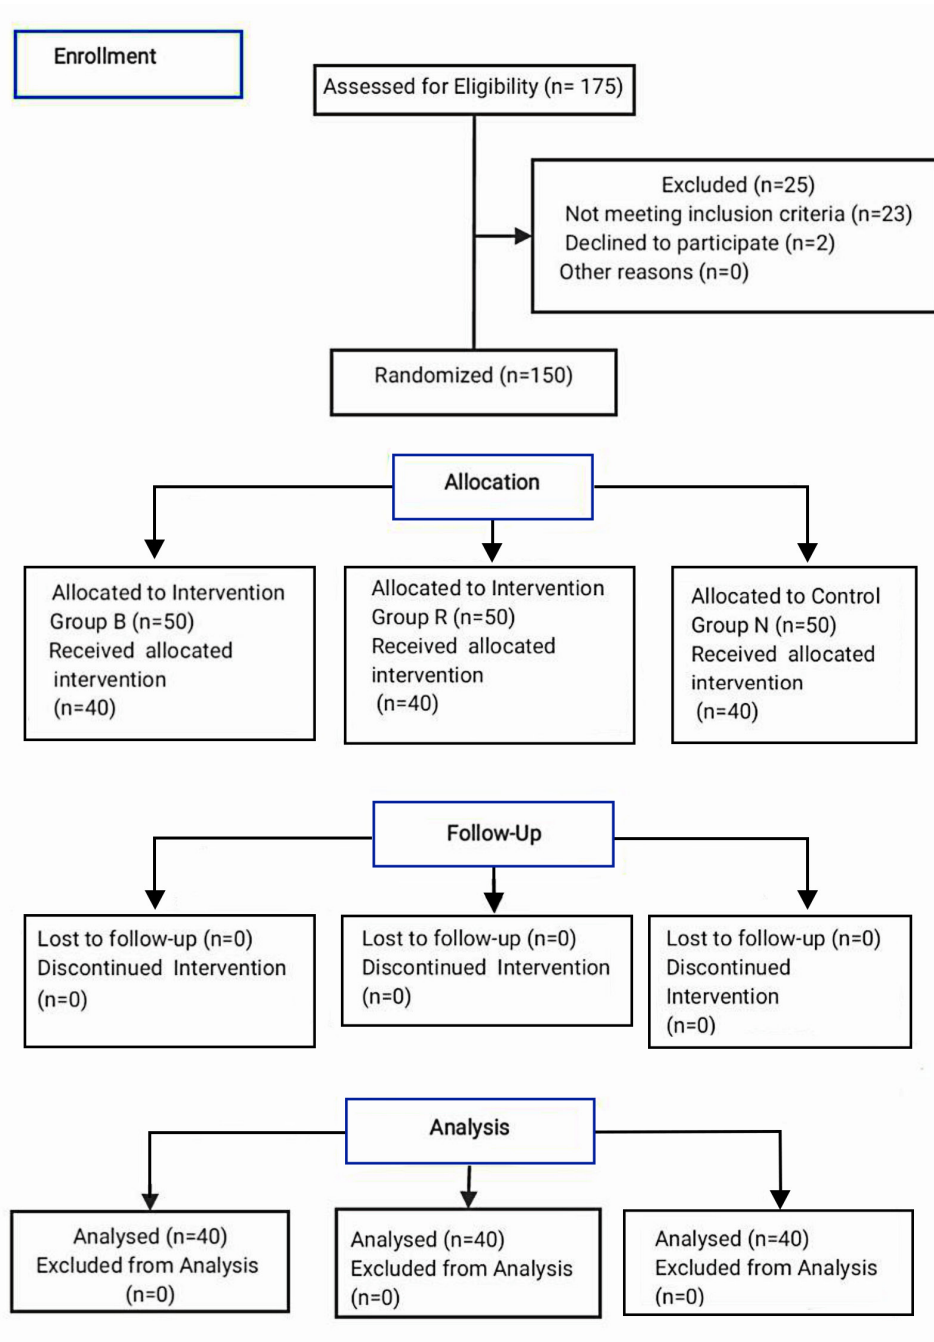 Enrollment
Assessed for Eligibility (n= 175)
Excluded (n=25)
Not meeting inclusion criteria (n=23)
Declined to participate (n=2)
Other reasons (n=0)
Randomized (n=150)
Allocation
Allocated to Intervention
Group B (n=50)
Received allocated
intervention
(n=40)
Allocated to Intervention
Group R (n=50)
Received allocated
intervention
(n=40)
Allocated to Control
Group N (n=50)
Received allocated
intervention
(n=40)
Follow-Up
Lost to follow-up (n=0)
Discontinued Intervention
(n=0)
Lost to follow-up (n=0)
Discontinued Intervention
(n=0)
Lost to follow-up (n=0)
Discontinued
Intervention
(n=0)
Analysis
Analysed (n=40)
Excluded from Analysis
(n=0)
Analysed (n=40)
Excluded from Analysis
(n=0)
Analysed (n=40)
Excluded from Analysis
(n=0)